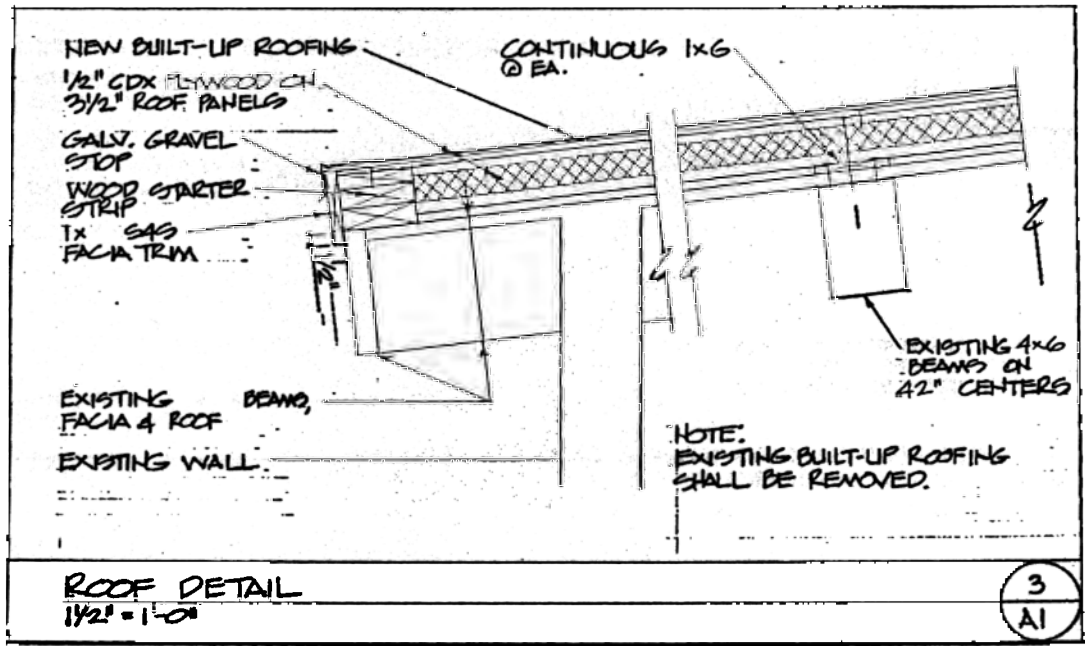 NEW BUILT-UP ROOFING
1/2" CDX PLYWOOD ON
3 1/2" ROOF PANELS
GALV. GRAVEL
STOP
WOOD STARTER
STRIP
1x S4S
FACIA TRIM
1/2"
EXISTING BEAMS,
FACIA & ROOF
EXISTING WALL
CONTINUOUS 1x6
@ EA.
EXISTING 4x6
BEAMS ON
42" CENTERS
NOTE:
EXISTING BUILT-UP ROOFING
SHALL BE REMOVED.
ROOF DETAIL
1 1/2" = 1'-0"
3
A1